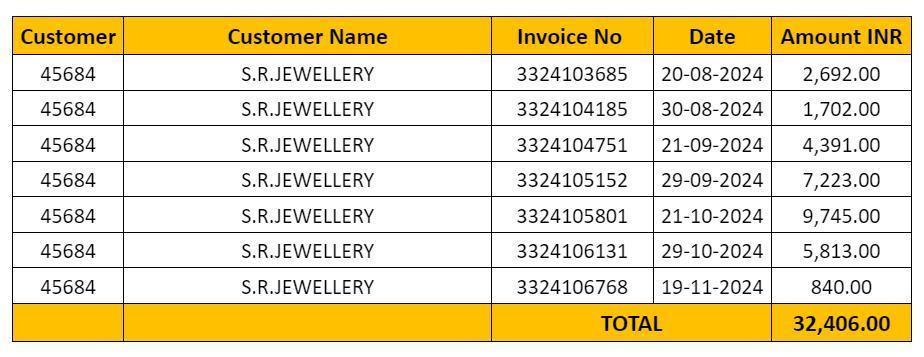 Customer Customer Name Invoice No Date Amount INR
45684 S.R.JEWELLERY 3324103685 20-08-2024 2,692.00
45684 S.R.JEWELLERY 3324104185 30-08-2024 1,702.00
45684 S.R.JEWELLERY 3324104751 21-09-2024 4,391.00
45684 S.R.JEWELLERY 3324105152 29-09-2024 7,223.00
45684 S.R.JEWELLERY 3324105801 21-10-2024 9,745.00
45684 S.R.JEWELLERY 3324106131 29-10-2024 5,813.00
45684 S.R.JEWELLERY 3324106768 19-11-2024 840.00
TOTAL 32,406.00